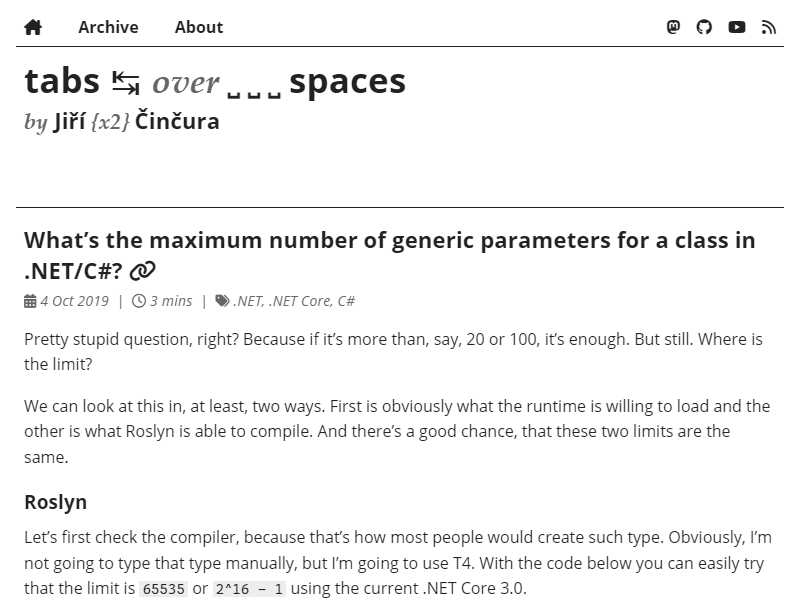 Archive About
tabs ↹ over ␣ ␣ ␣ spaces
by Jiří {x2} Činčura
What’s the maximum number of generic parameters for a class in
.NET/C#?
4 Oct 2019 | 3 mins | .NET, .NET Core, C#
Pretty stupid question, right? Because if it’s more than, say, 20 or 100, it’s enough. But still. Where is
the limit?
We can look at this in, at least, two ways. First is obviously what the runtime is willing to load and the
other is what Roslyn is able to compile. And there’s a good chance, that these two limits are the
same.
Roslyn
Let’s first check the compiler, because that’s how most people would create such type. Obviously, I’m
not going to type that type manually, but I’m going to use T4. With the code below you can easily try
that the limit is 65535 or 2^16 - 1 using the current .NET Core 3.0.